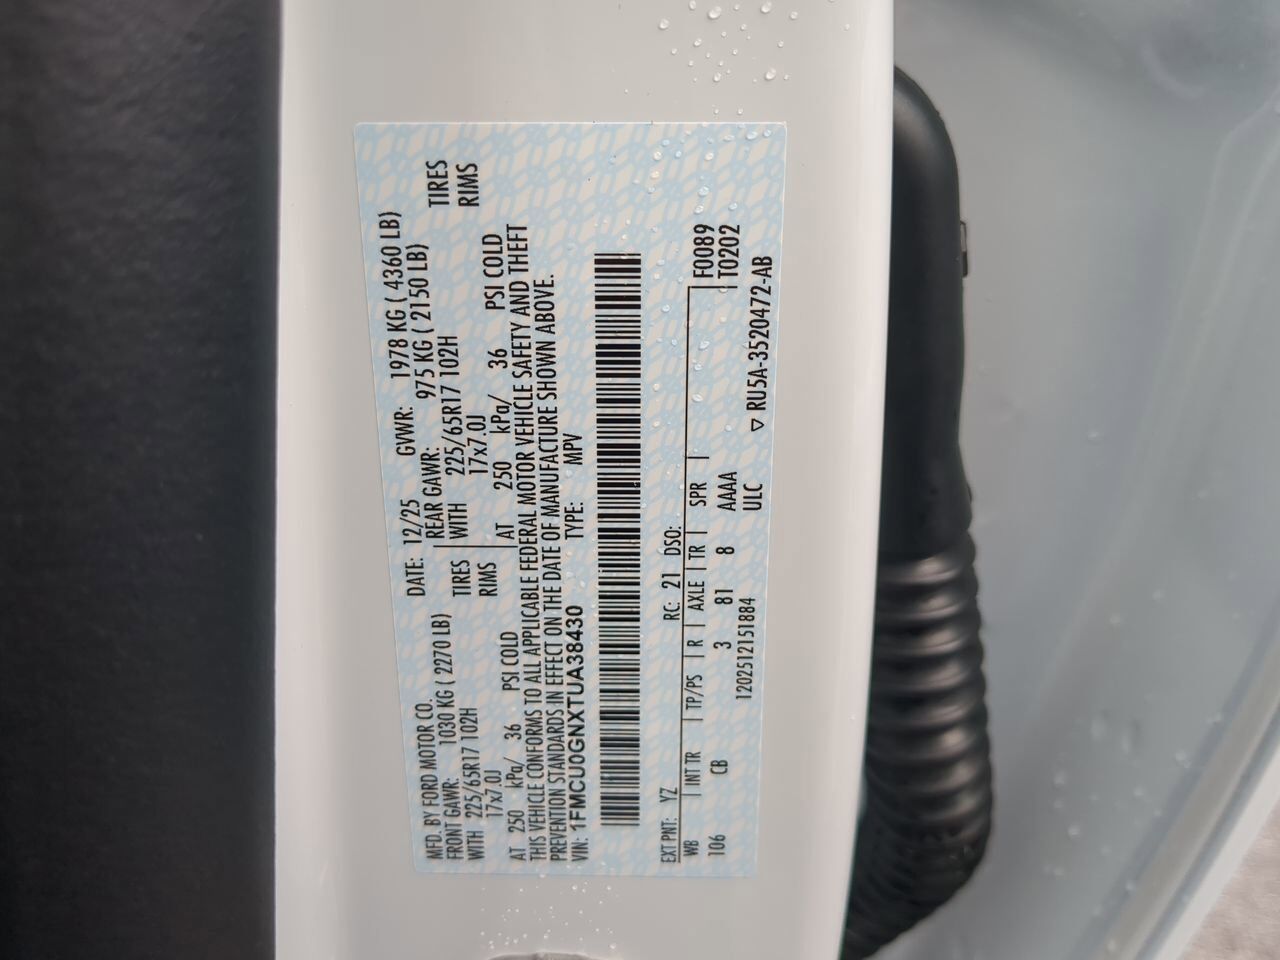 MFD. BY FORD MOTOR CO. DATE: 12/25 GVWR: 1978 KG ( 4360 LB)
FRONT GAWR: 1030 KG ( 2270 LB) REAR GAWR: 975 KG ( 2150 LB)
WITH 225/65R17 102H TIRES WITH 225/65R17 102H TIRES
17x7.0J RIMS 17x7.0J RIMS
AT 250 kPa/ 36 PSI COLD AT 250 kPa/ 36 PSI COLD
THIS VEHICLE CONFORMS TO ALL APPLICABLE FEDERAL MOTOR VEHICLE SAFETY AND THEFT
PREVENTION STANDARDS IN EFFECT ON THE DATE OF MANUFACTURE SHOWN ABOVE.
VIN: 1FMCU0GNXTUA38430 TYPE: MPV
EXT PNT: YZ RC: 21 DSO: F0089
WB INT TR TP/PS R AXLE TR SPR T0202
106 CB 3 81 8 AAAA
1202512151884 ULC
▽ RU5A-3520472-AB